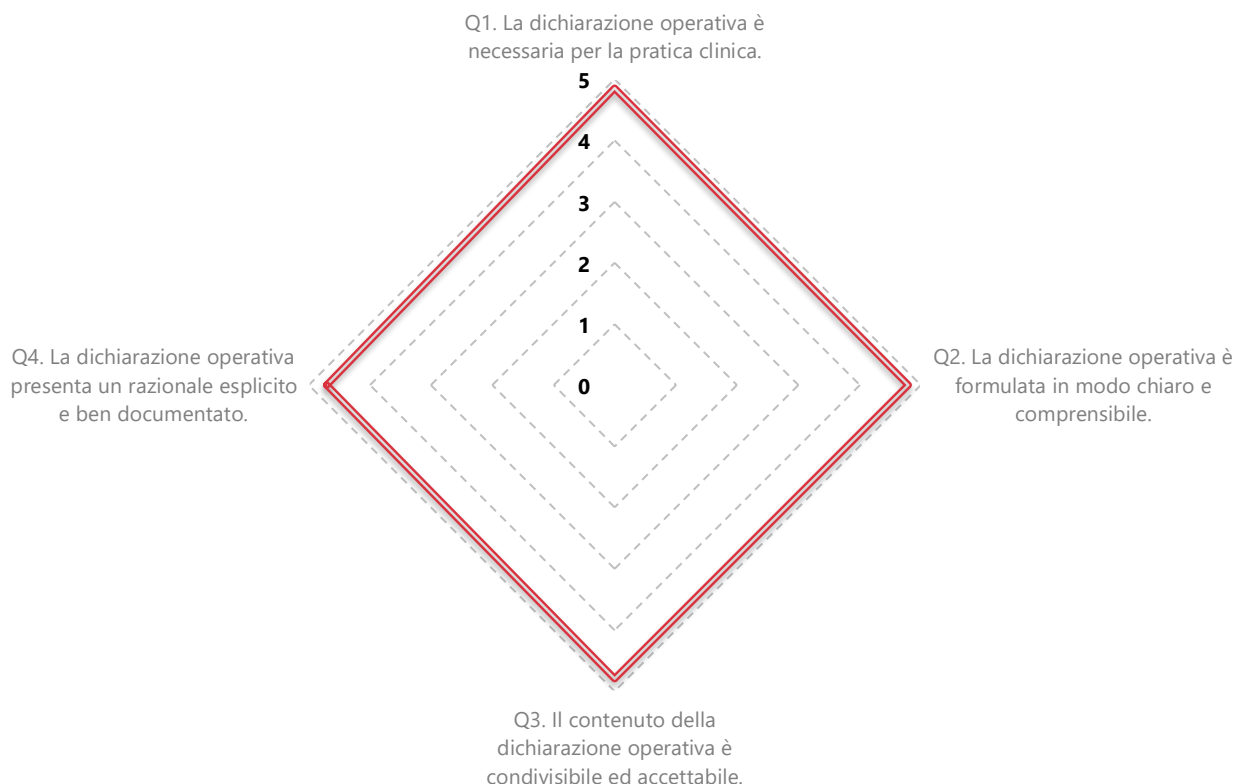 Q1. La dichiarazione operativa è
necessaria per la pratica clinica.
5
4
3
2
1
0
Q4. La dichiarazione operativa
presenta un razionale esplicito
e ben documentato.
Q2. La dichiarazione operativa è
formulata in modo chiaro e
comprensibile.
Q3. Il contenuto della
dichiarazione operativa è
condivisibile ed accettabile.